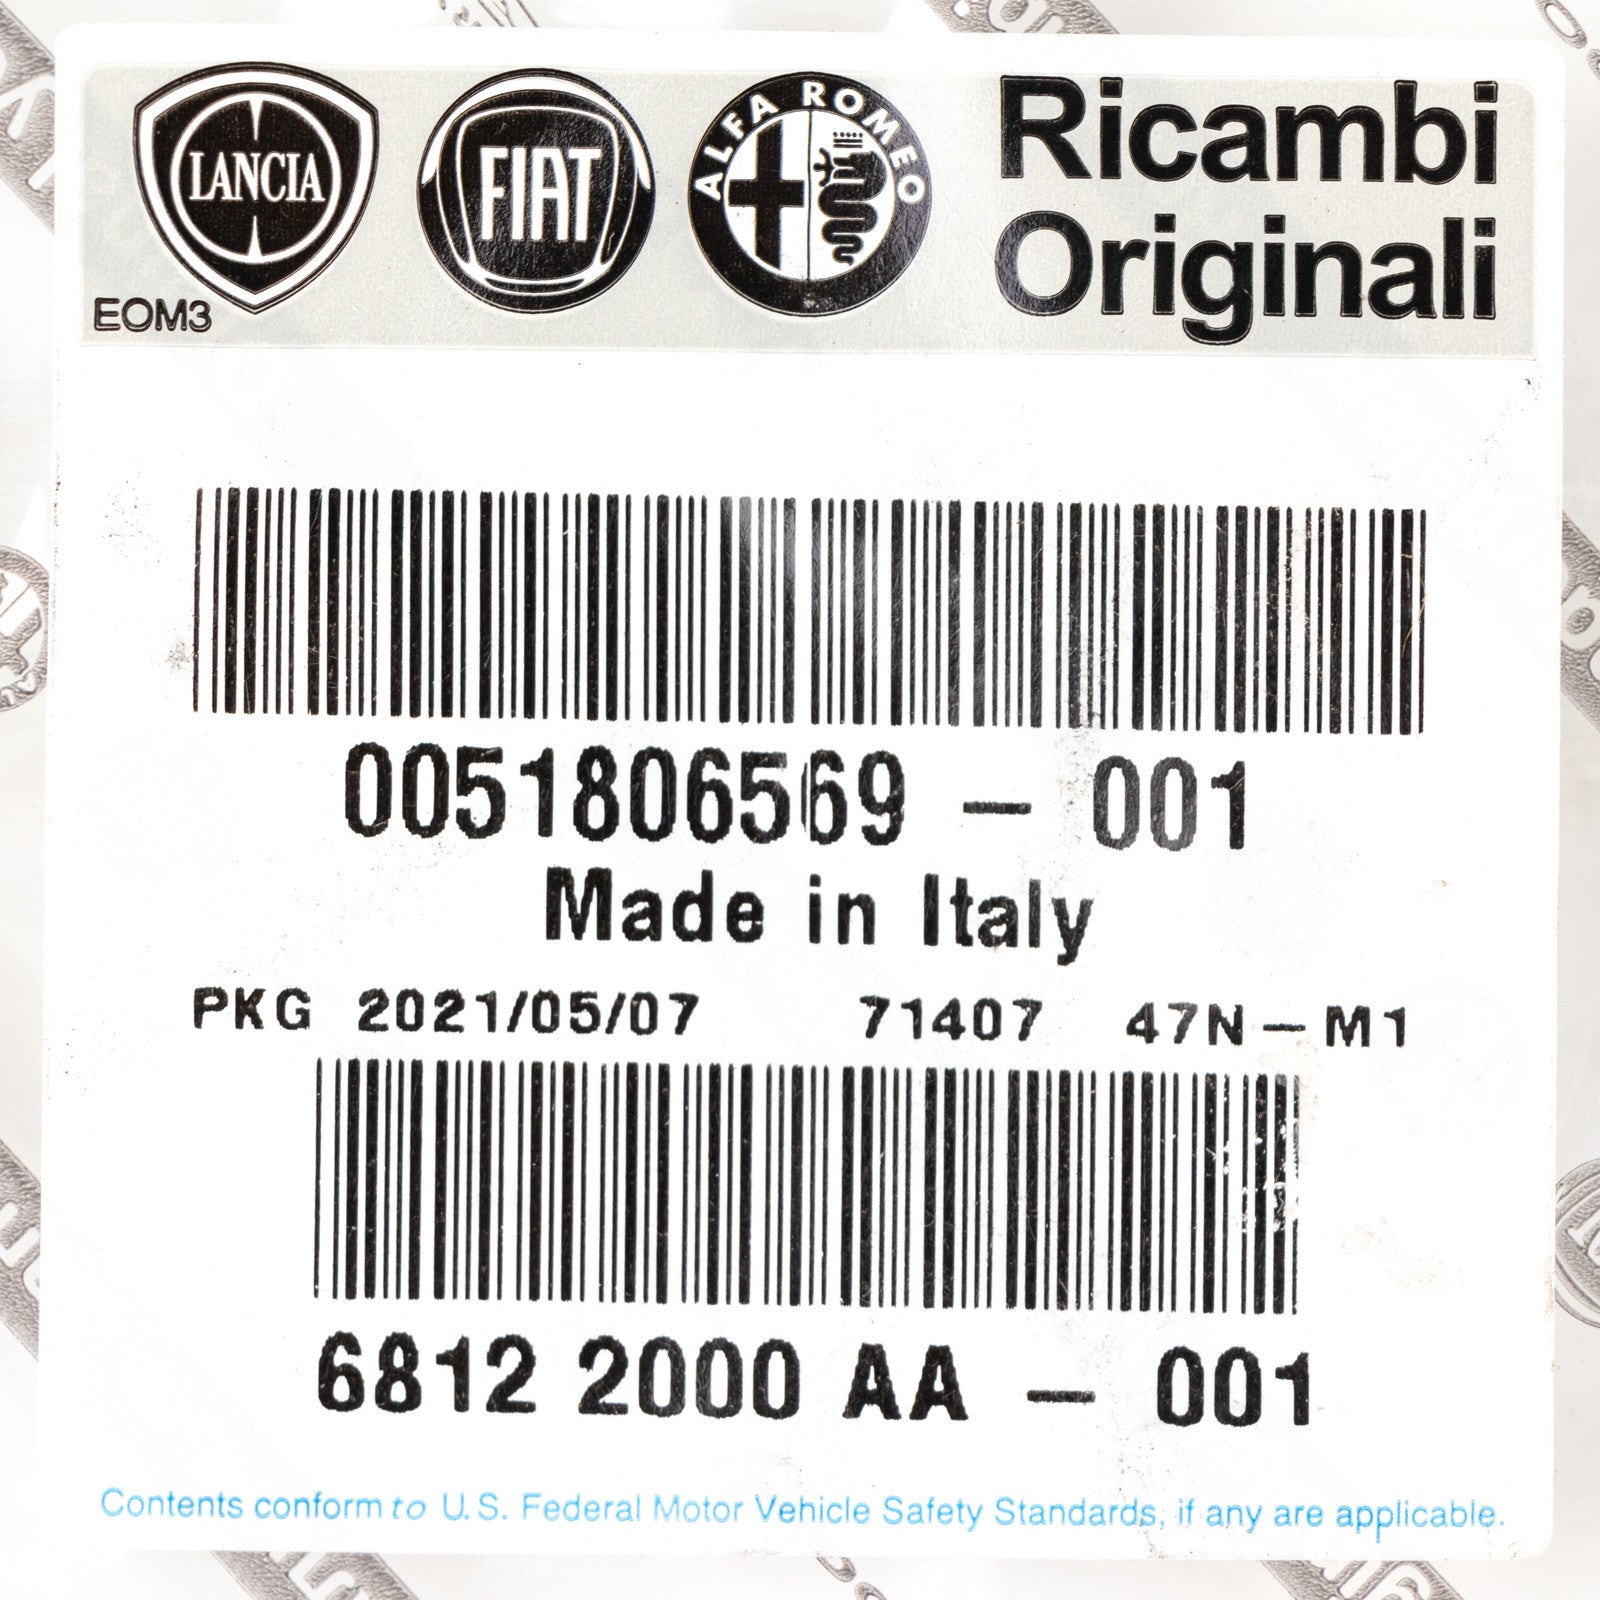 LANCIA
FIAT
ALFA ROMEO
Ricambi
Originali
EOM3
0051806569 – 001
Made in Italy
PKG 2021/05/07 71407 47N–M1
6812 2000 AA – 001
Contents conform to U.S. Federal Motor Vehicle Safety Standards, if any are applicable.